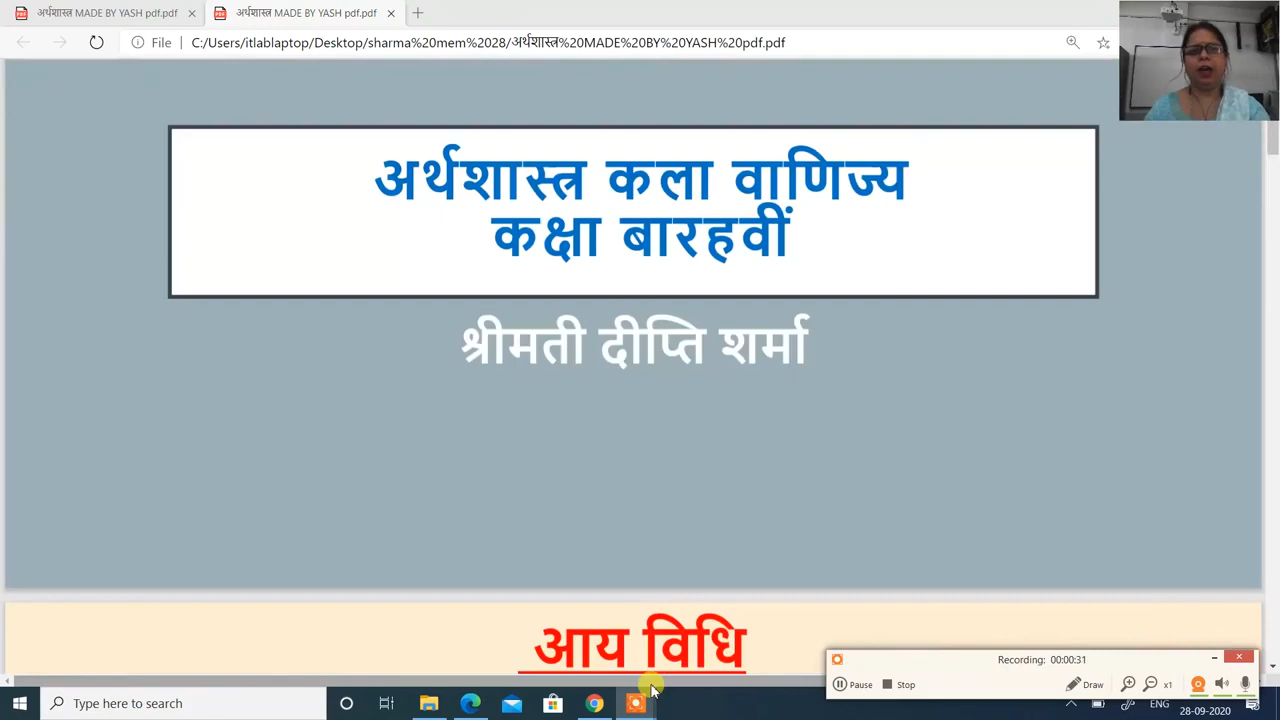 अर्थशास्त्र MADE BY YASH pdf.pdf
अर्थशास्त्र MADE BY YASH pdf.pdf
File
C:/Users/itlablaptop/Desktop/sharma%20mem%2028/अर्थशास्त्र%20MADE%20BY%20YASH%20pdf.pdf
अर्थशास्त्र कला वाणिज्य
कक्षा बारहवीं
श्रीमती दीप्ति शर्मा
आय विधि
Recording: 00:00:31
Pause
Stop
Draw
x1
Type here to search
ENG
28-09-2020